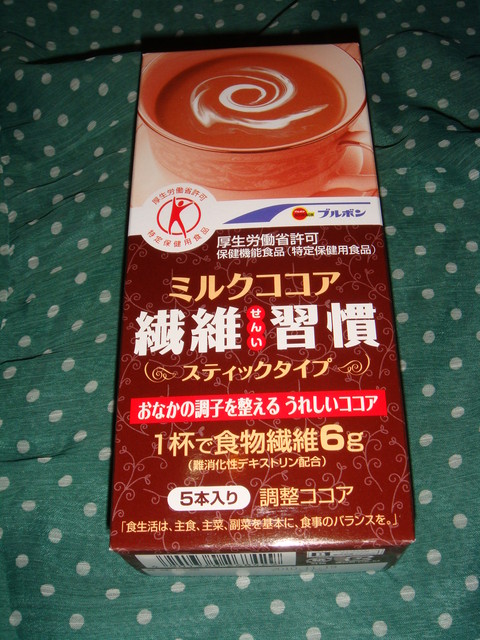 厚生労働省許可
特定保健用食品
ブルボン
厚生労働省許可
保健機能食品(特定保健用食品)
ミルクココア
繊維せんい習慣
スティックタイプ
おなかの調子を整える うれしいココア
1杯で食物繊維6g
(難消化性デキストリン配合)
5本入り 調整ココア
「食生活は、主食、主菜、副菜を基本に、食事のバランスを。」